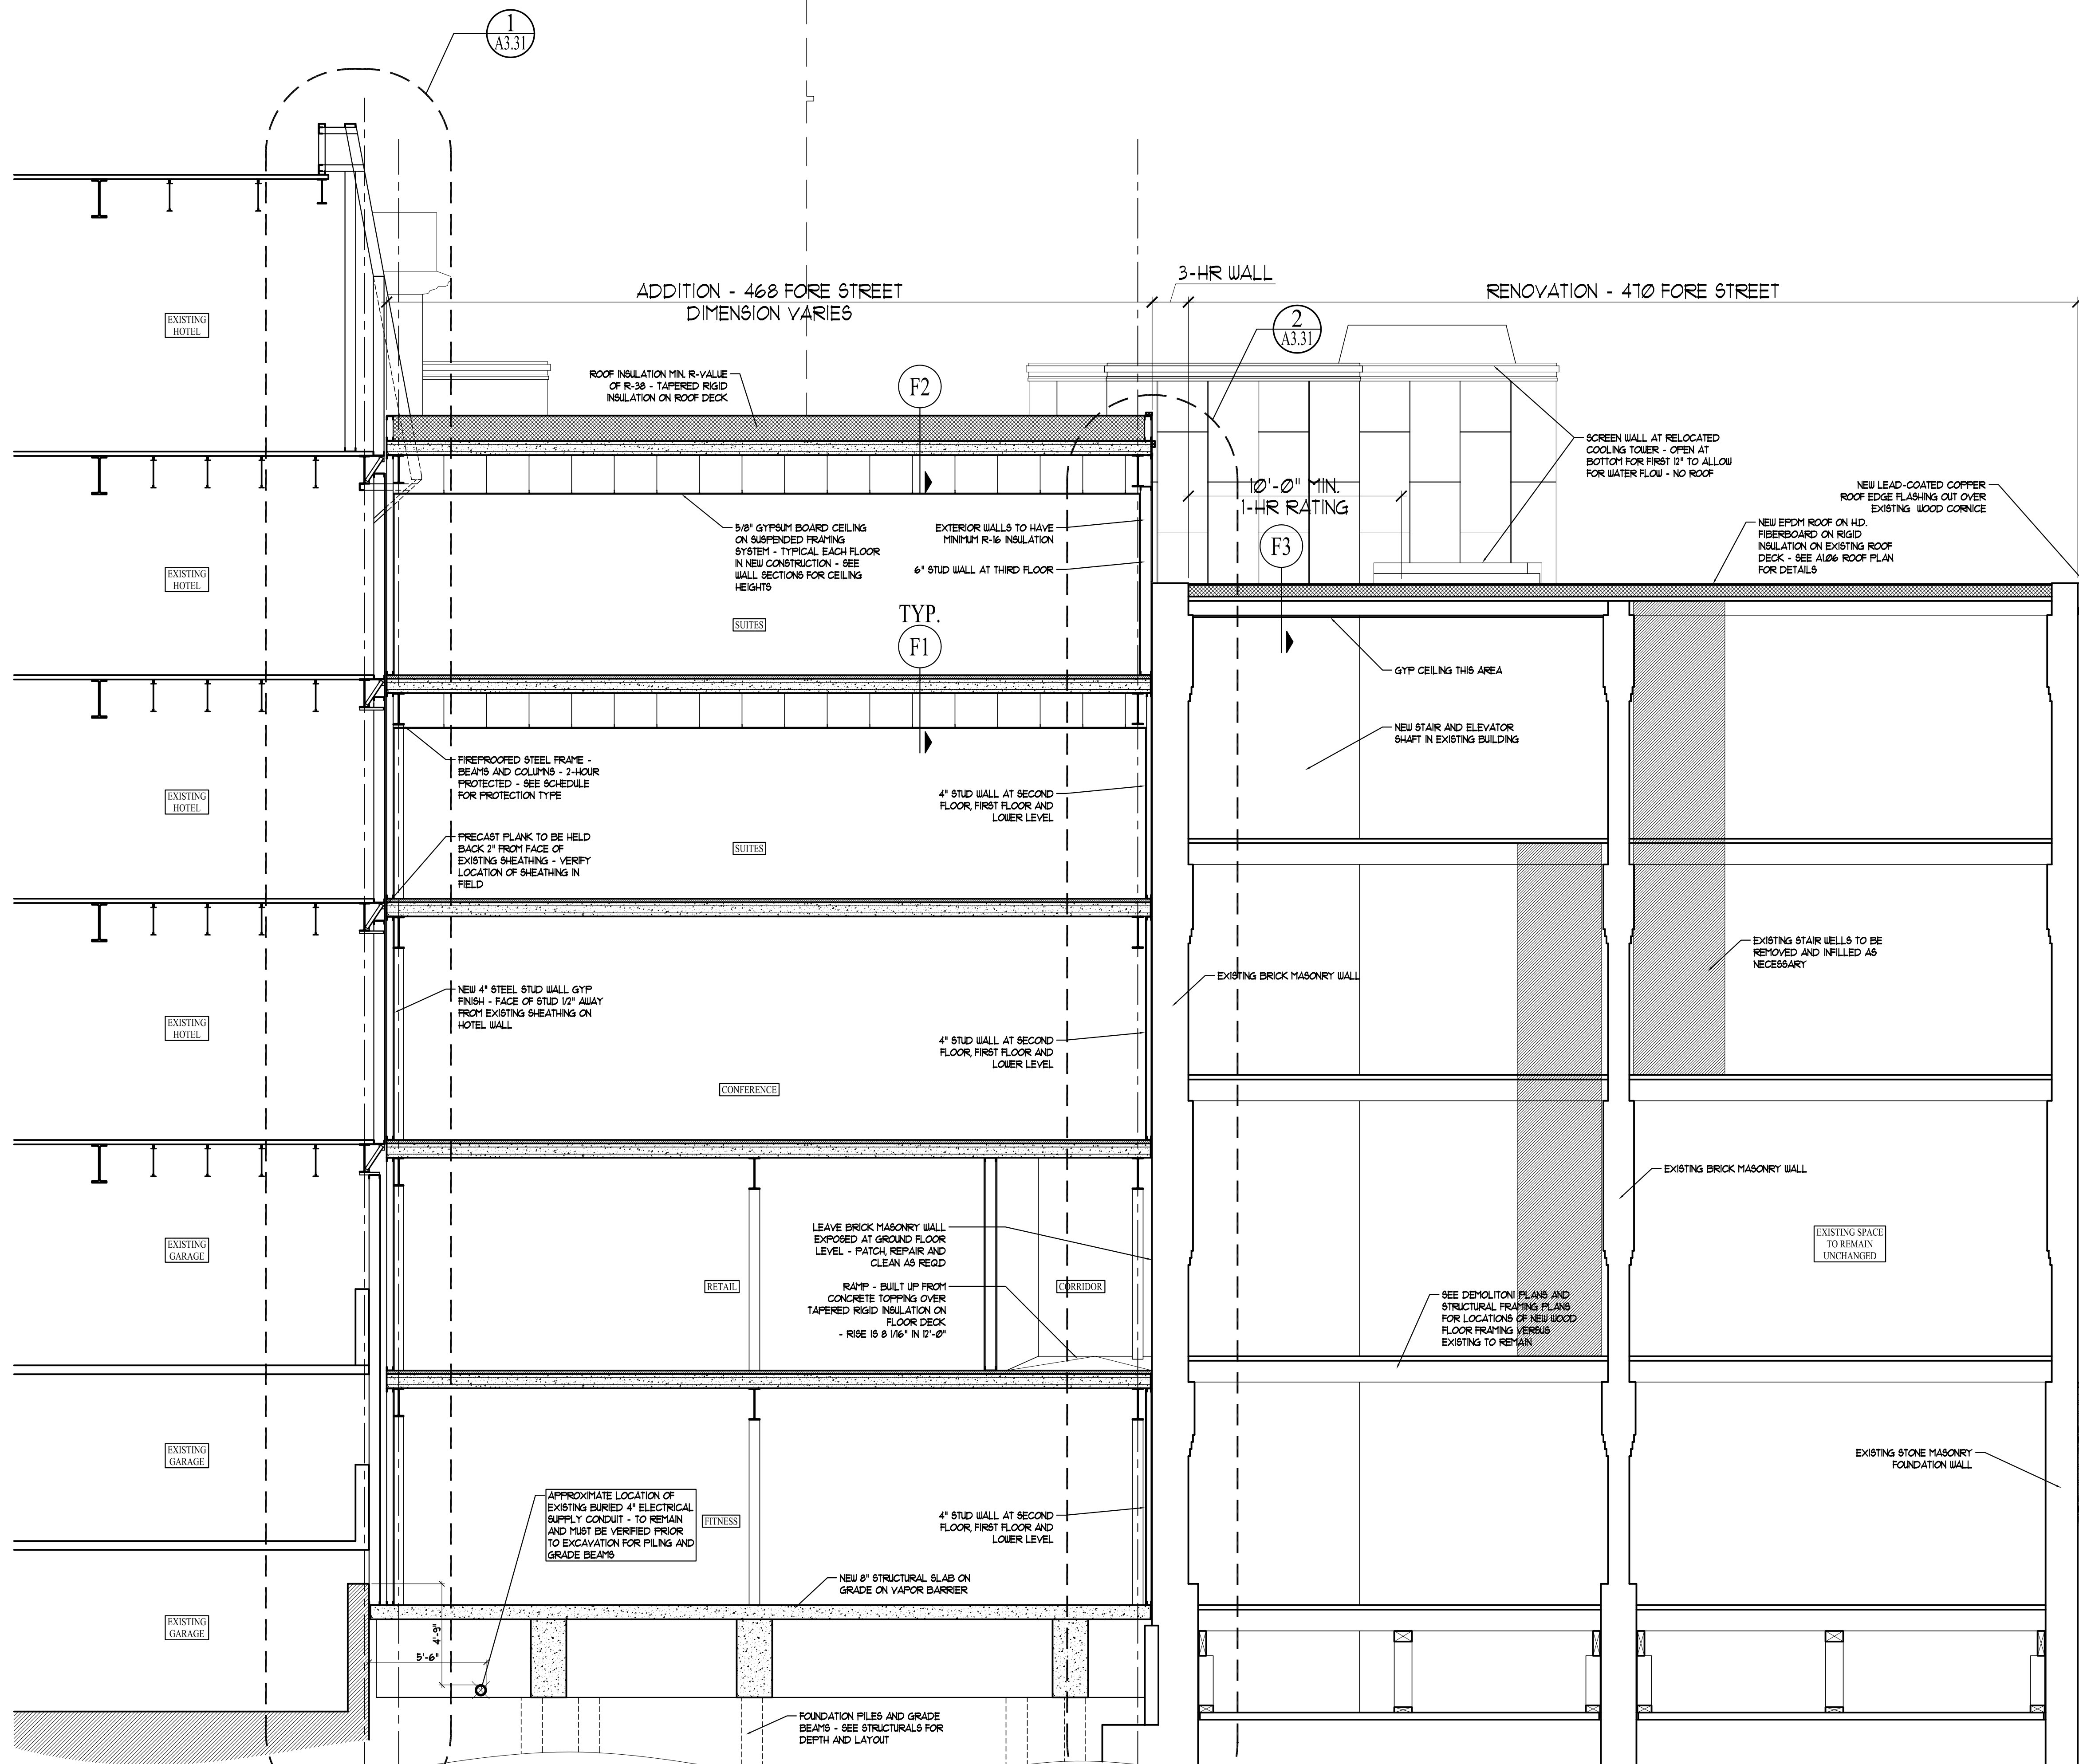 1
A3.31
3-HR WALL
ADDITION - 468 FORE STREET
DIMENSION VARIES
RENOVATION - 470 FORE STREET
EXISTING
HOTEL
2
A3.31
ROOF INSULATION MIN. R-VALUE
OF R-38 - TAPERED RIGID
INSULATION ON ROOF DECK
F2
SCREEN WALL AT RELOCATED
COOLING TOWER - OPEN AT
BOTTOM FOR FIRST 12" TO ALLOW
FOR WATER FLOW - NO ROOF
10'-0" MIN.
1-HR RATING
NEW LEAD-COATED COPPER
ROOF EDGE FLASHING OUT OVER
EXISTING WOOD CORNICE
NEW EPDM ROOF ON H.D.
FIBERBOARD ON RIGID
INSULATION ON EXISTING ROOF
DECK - SEE A1.06 ROOF PLAN
FOR DETAILS
5/8" GYPSUM BOARD CEILING
ON SUSPENDED FRAMING
SYSTEM - TYPICAL EACH FLOOR
IN NEW CONSTRUCTION - SEE
WALL SECTIONS FOR CEILING
HEIGHTS
EXTERIOR WALLS TO HAVE
MINIMUM R-16 INSULATION
6" STUD WALL AT THIRD FLOOR
F3
EXISTING
HOTEL
TYP.
F1
SUITES
GYP CEILING THIS AREA
NEW STAIR AND ELEVATOR
SHAFT IN EXISTING BUILDING
FIREPROOFED STEEL FRAME -
BEAMS AND COLUMNS - 2-HOUR
PROTECTED - SEE SCHEDULE
FOR PROTECTION TYPE
4" STUD WALL AT SECOND
FLOOR, FIRST FLOOR AND
LOWER LEVEL
EXISTING
HOTEL
PRECAST PLANK TO BE HELD
BACK 2" FROM FACE OF
EXISTING SHEATHING - VERIFY
LOCATION OF SHEATHING IN
FIELD
SUITES
EXISTING STAIR WELLS TO BE
REMOVED AND INFILLED AS
NECESSARY
EXISTING BRICK MASONRY WALL
NEW 4" STEEL STUD WALL GYP
FINISH - FACE OF STUD 1/2" AWAY
FROM EXISTING SHEATHING ON
HOTEL WALL
EXISTING
HOTEL
4" STUD WALL AT SECOND
FLOOR, FIRST FLOOR AND
LOWER LEVEL
CONFERENCE
EXISTING BRICK MASONRY WALL
LEAVE BRICK MASONRY WALL
EXPOSED AT GROUND FLOOR
LEVEL - PATCH, REPAIR AND
CLEAN AS REQ.D
EXISTING
GARAGE
EXISTING SPACE
TO REMAIN
UNCHANGED
RETAIL
RAMP - BUILT UP FROM
CONCRETE TOPPING OVER
TAPERED RIGID INSULATION ON
FLOOR DECK
- RISE IS 8 1/16" IN 12'-0"
CORRIDOR
SEE DEMOLITONI PLANS AND
STRUCTURAL FRAMING PLANS
FOR LOCATIONS OF NEW WOOD
FLOOR FRAMING VERSUS
EXISTING TO REMAIN
EXISTING
GARAGE
EXISTING STONE MASONRY
FOUNDATION WALL
APPROXIMATE LOCATION OF
EXISTING BURIED 4" ELECTRICAL
SUPPLY CONDUIT - TO REMAIN
AND MUST BE VERIFIED PRIOR
TO EXCAVATION FOR PILING AND
GRADE BEAMS
FITNESS
4" STUD WALL AT SECOND
FLOOR, FIRST FLOOR AND
LOWER LEVEL
NEW 8" STRUCTURAL SLAB ON
GRADE ON VAPOR BARRIER
EXISTING
GARAGE
4'-9"
5'-6"
FOUNDATION PILES AND GRADE
BEAMS - SEE STRUCTURALS FOR
DEPTH AND LAYOUT